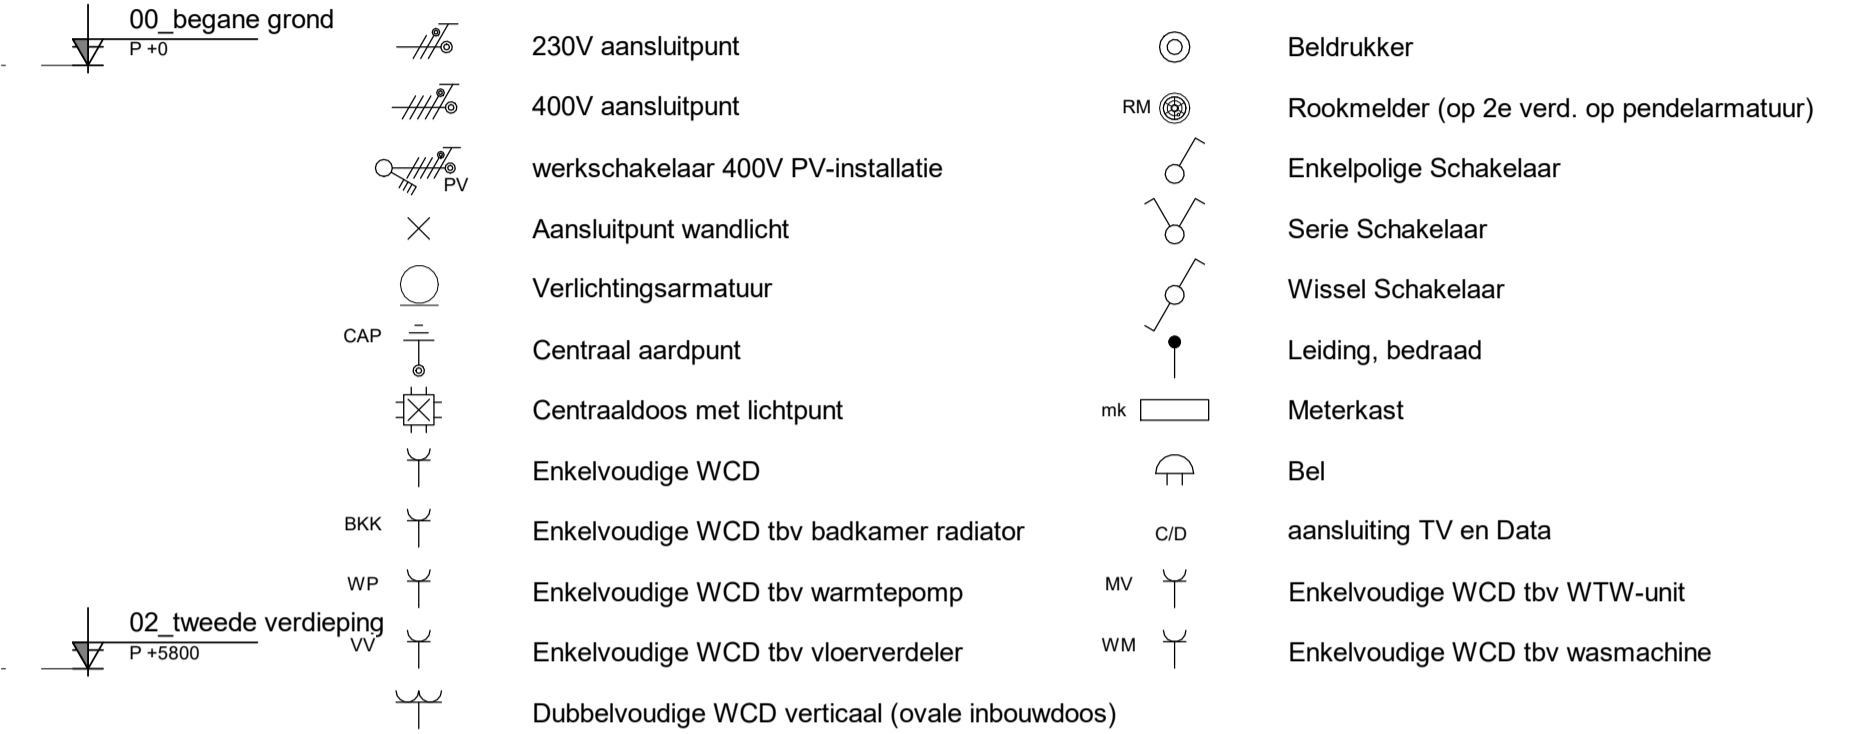 00_begane grond
P +0
230V aansluitpunt
400V aansluitpunt
werkschakelaar 400V PV-installatie
PV
Aansluitpunt wandlicht
Verlichtingsarmatuur
CAP
Centraal aardpunt
Centraaldoos met lichtpunt
Enkelvoudige WCD
BKK
Enkelvoudige WCD tbv badkamer radiator
WP
Enkelvoudige WCD tbv warmtepomp
02_tweede verdieping
P +5800
VV
Enkelvoudige WCD tbv vloerverdeler
Dubbelvoudige WCD verticaal (ovale inbouwdoos)
Beldrukker
RM
Rookmelder (op 2e verd. op pendelarmatuur)
Enkelpolige Schakelaar
Serie Schakelaar
Wissel Schakelaar
Leiding, bedraad
mk
Meterkast
Bel
C/D
aansluiting TV en Data
MV
Enkelvoudige WCD tbv WTW-unit
WM
Enkelvoudige WCD tbv wasmachine